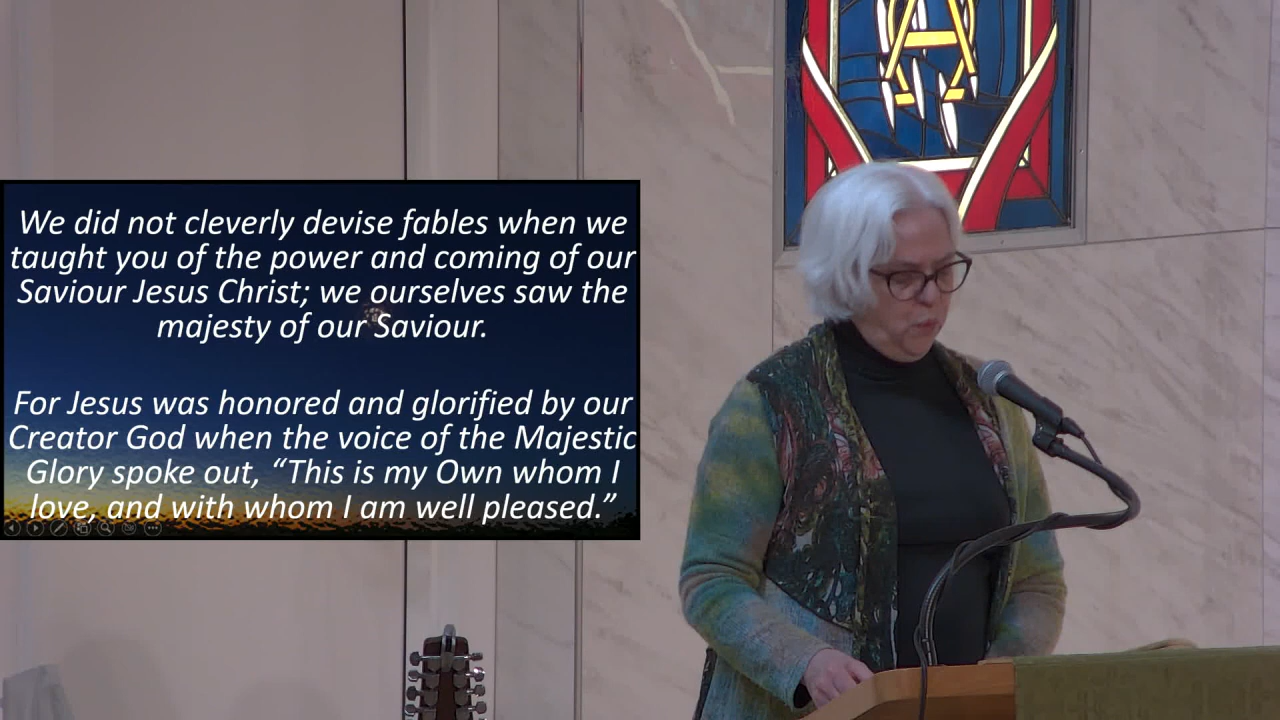 We did not cleverly devise fables when we
taught you of the power and coming of our
Saviour Jesus Christ; we ourselves saw the
majesty of our Saviour.
For Jesus was honored and glorified by our
Creator God when the voice of the Majestic
Glory spoke out, “This is my Own whom I
love, and with whom I am well pleased.”